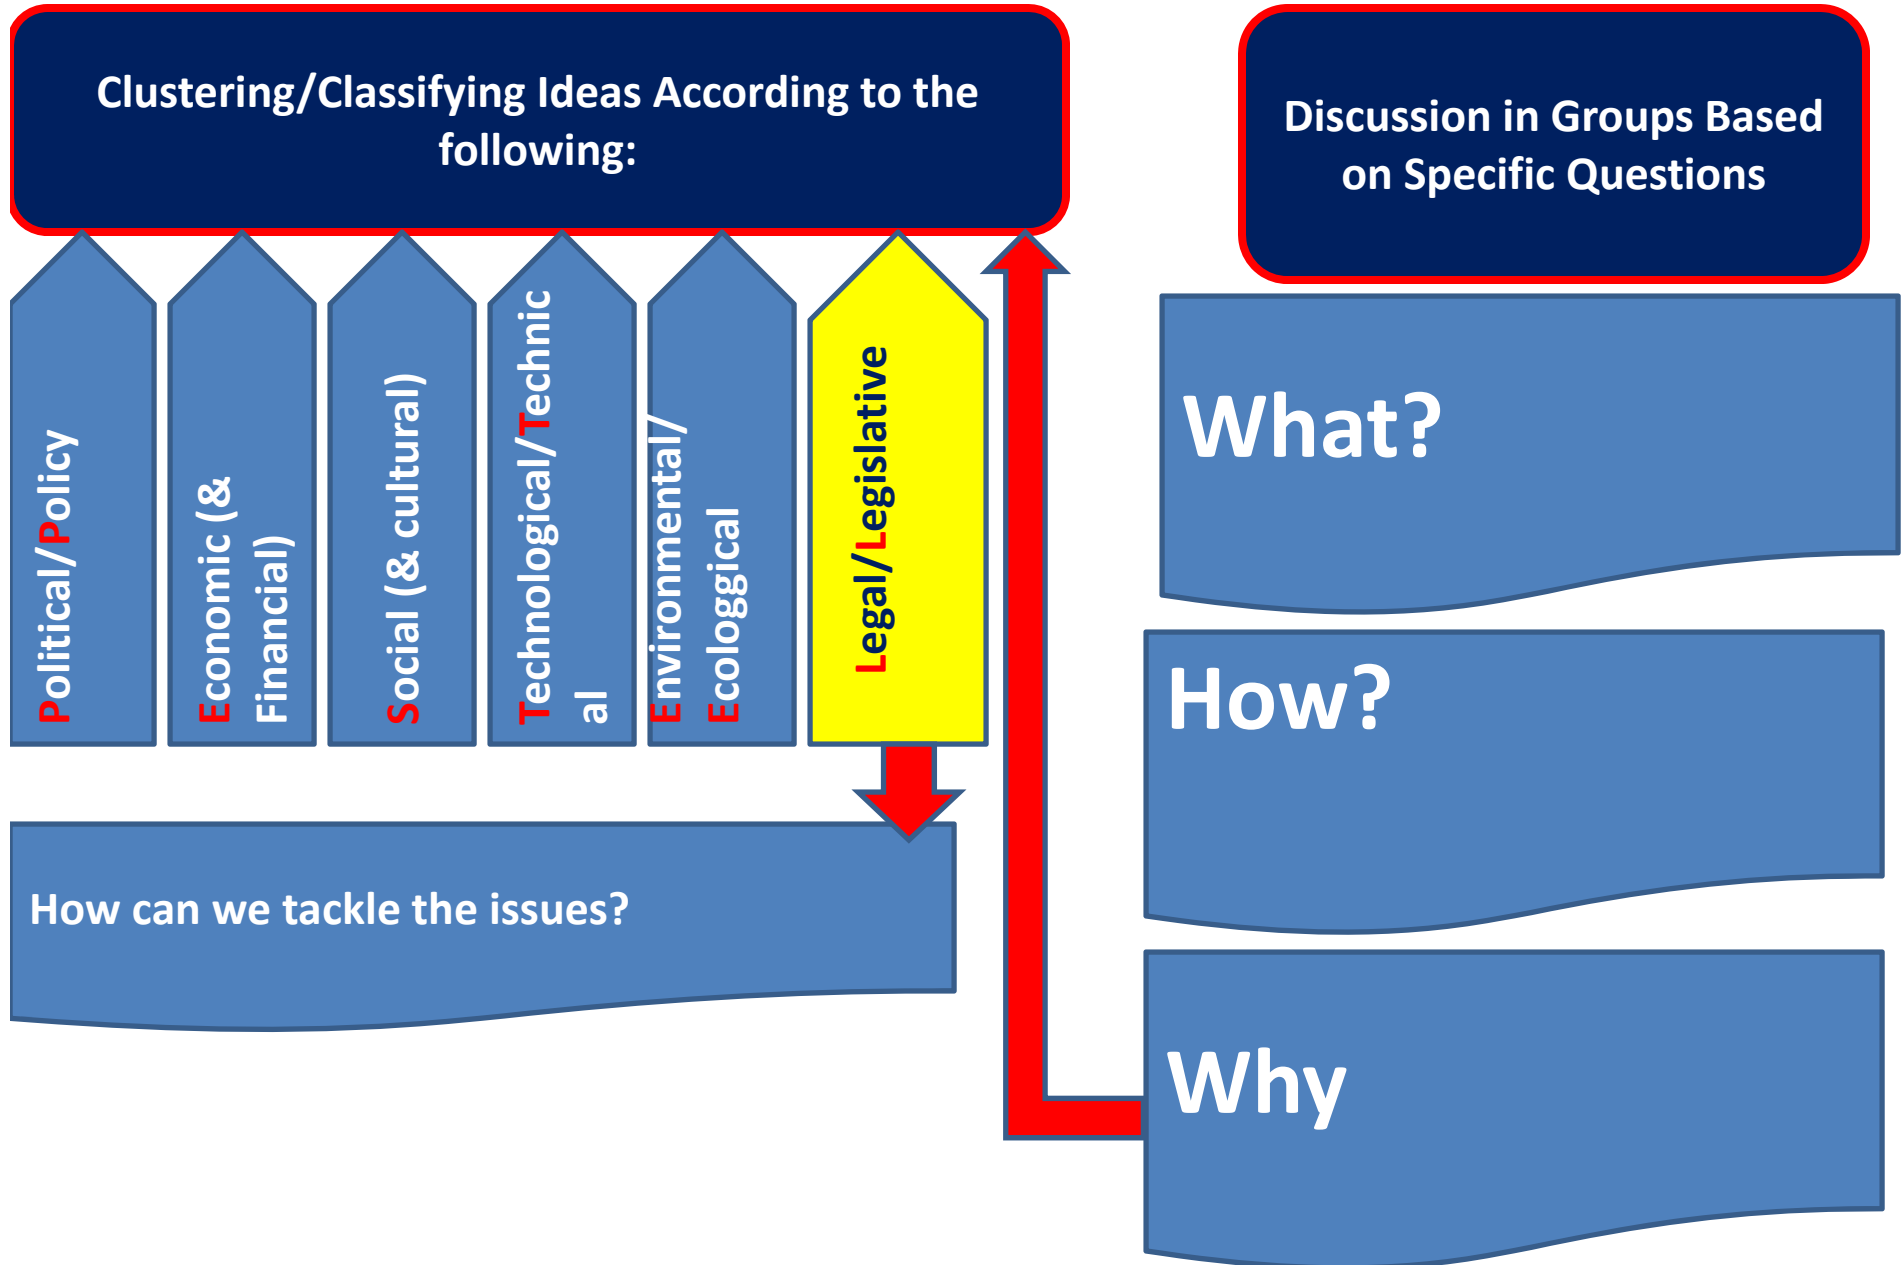 Clustering/Classifying Ideas According to the
following:
Political/Policy
Economic (&
Financial)
Social (& cultural)
Technological/Technic
al
Environmental/
Ecologgical
Legal/Legislative
How can we tackle the issues?
Discussion in Groups Based
on Specific Questions
What?
How?
Why